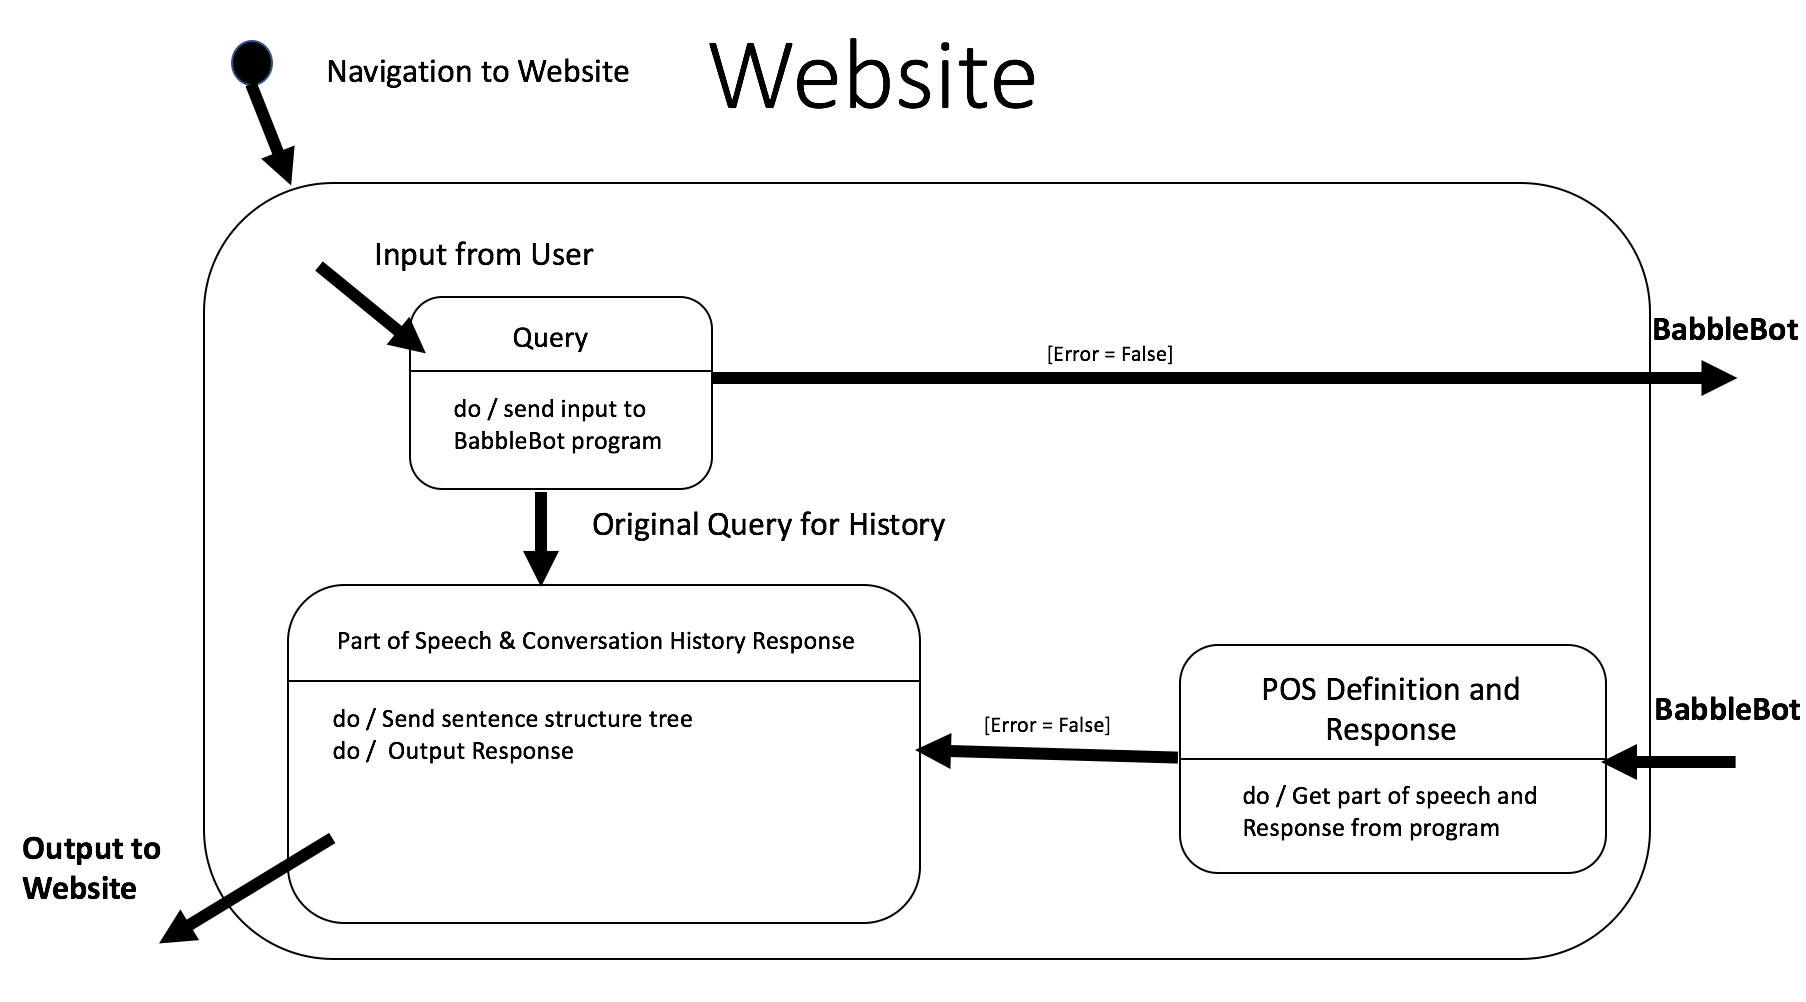 Website
Navigation to Website
Input from User
Query
do / send input to
BabbleBot program
[Error = False]
BabbleBot
Original Query for History
Part of Speech & Conversation History Response
do / Send sentence structure tree
do /  Output Response
[Error = False]
POS Definition and
Response
do / Get part of speech and
Response from program
BabbleBot
Output to
Website